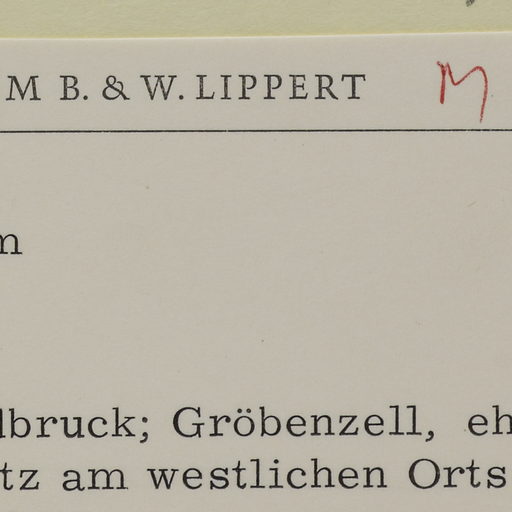 M B. & W. LIPPERT M
m
lbruck; Gröbenzell, eh
tz am westlichen Orts